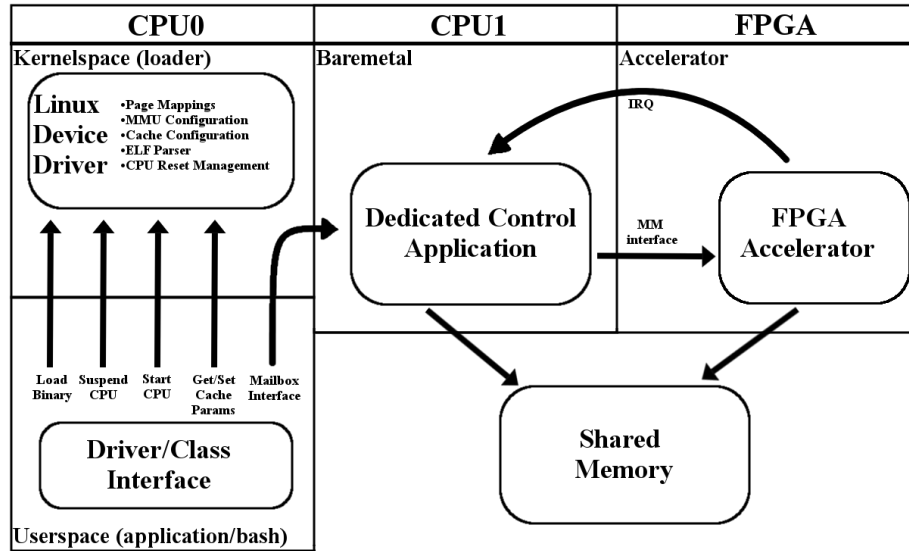 CPU0
CPU1
FPGA
Kernelspace (loader)
Baremetal
Accelerator
Linux
Device
Driver
•Page Mappings
•MMU Configuration
•Cache Configuration
•ELF Parser
•CPU Reset Management
IRQ
Dedicated Control
Application
MM
interface
FPGA
Accelerator
Load
Binary
Suspend
CPU
Start
CPU
Get/Set
Cache
Params
Mailbox
Interface
Driver/Class
Interface
Shared
Memory
Userspace (application/bash)